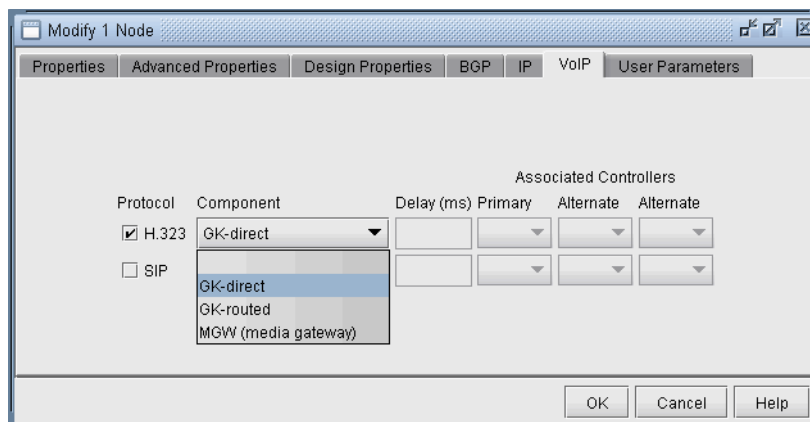 Modify 1 Node
Properties Advanced Properties Design Properties BGP IP VoIP User Parameters
Associated Controllers
Protocol Component Delay (ms) Primary Alternate Alternate
H.323 GK-direct
SIP
GK-direct
GK-routed
MGW (media gateway)
OK Cancel Help